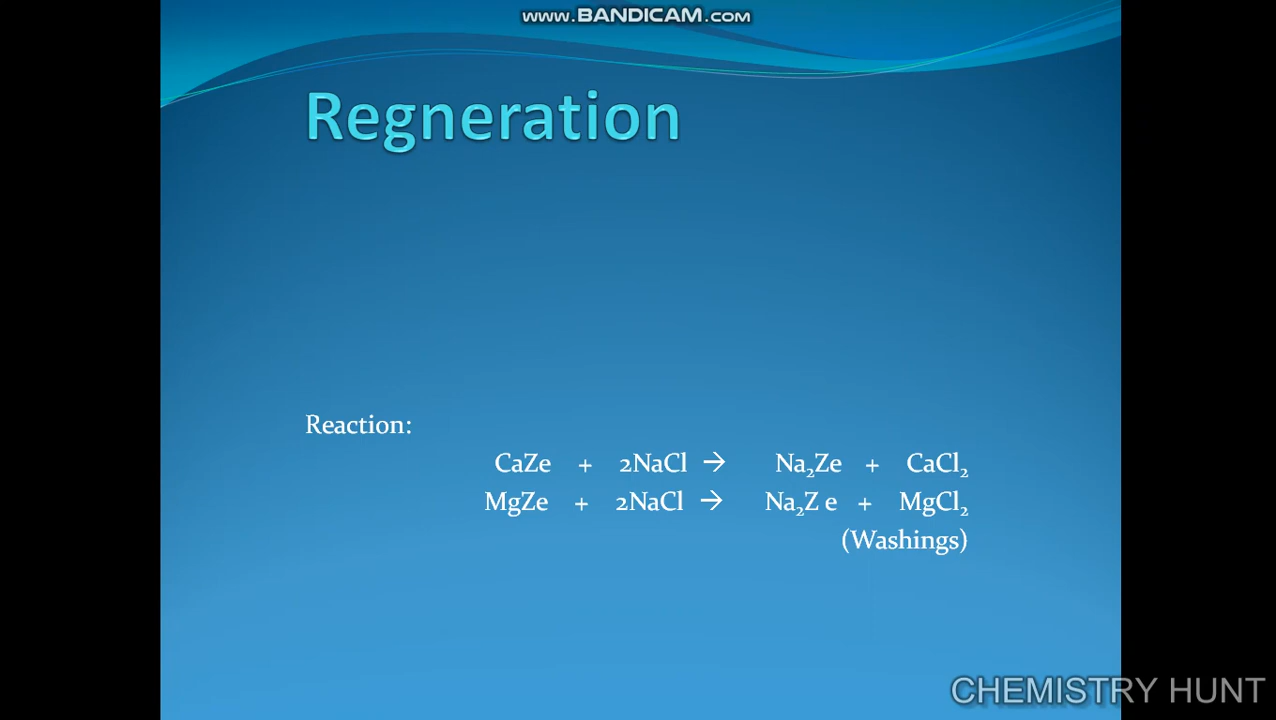 www.BANDICAM.com
Regneration
Reaction:
CaZe + 2NaCl → Na₂Ze + CaCl₂
MgZe + 2NaCl → Na₂Z e + MgCl₂
(Washings)
CHEMISTRY HUNT